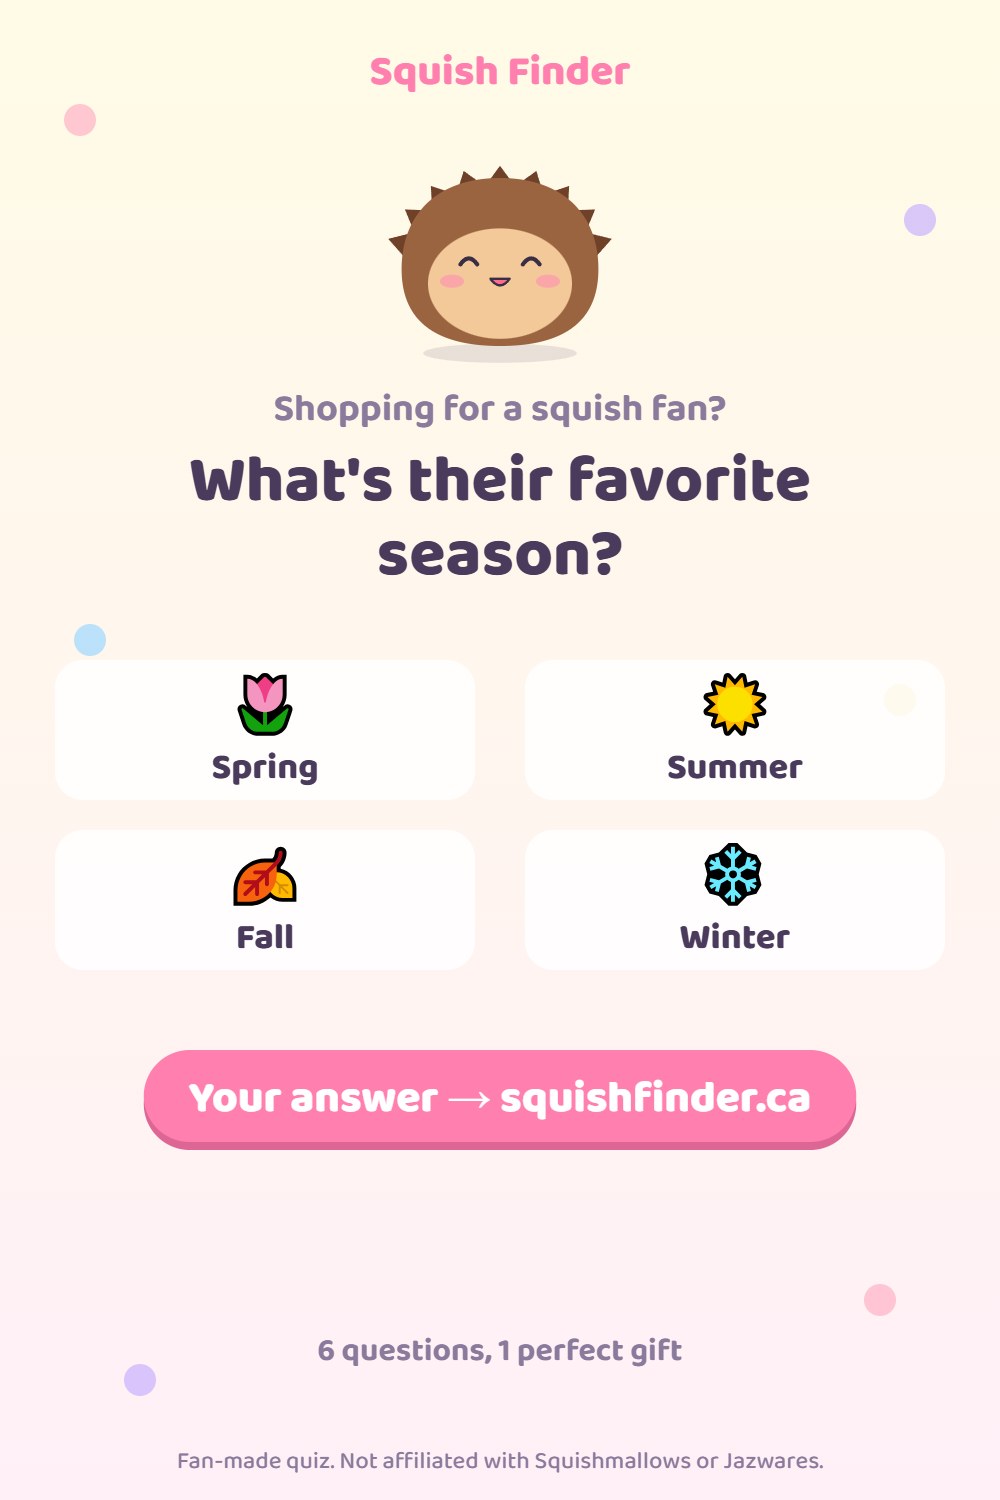 Squish Finder
Shopping for a squish fan?
What's their favorite
season?
Spring
Summer
Fall
Winter
Your answer → squishfinder.ca
6 questions, 1 perfect gift
Fan-made quiz. Not affiliated with Squishmallows or Jazwares.